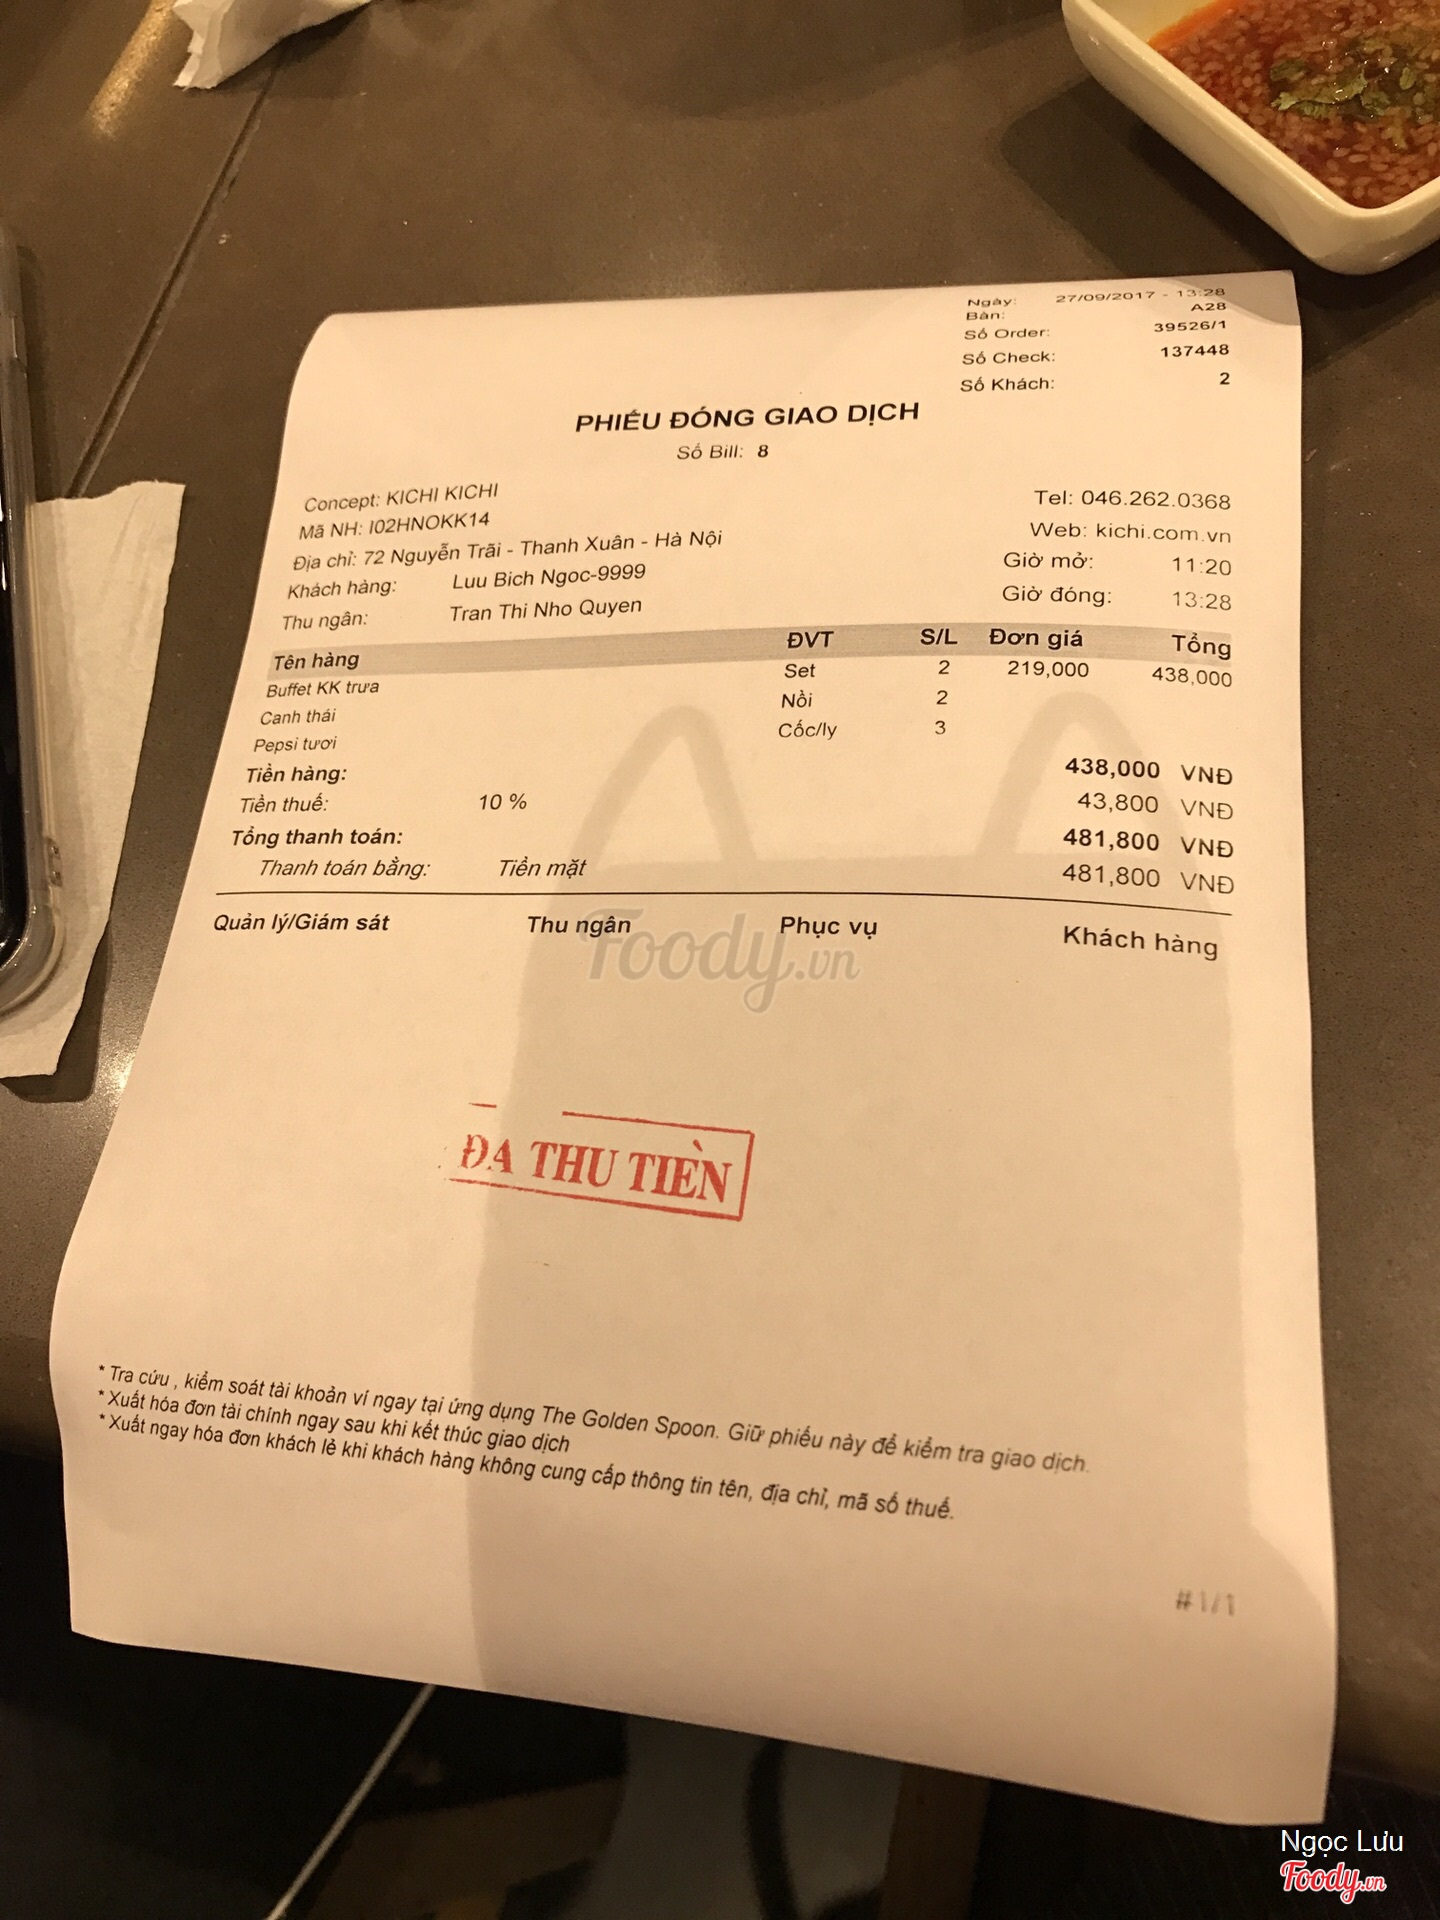 Ngày: 27/09/2017 - 13:28
Bàn: A28
Số Order: 39526/1
Số Check: 137448
Số Khách: 2
PHIẾU ĐÓNG GIAO DỊCH
Số Bill: 8
Concept: KICHI KICHI
Tel: 046.262.0368
Mã NH: I02HNOKK14
Web: kichi.com.vn
Địa chỉ: 72 Nguyễn Trãi - Thanh Xuân - Hà Nội
Giờ mở: 11:20
Khách hàng: Luu Bich Ngoc-9999
Giờ đóng: 13:28
Thu ngân: Tran Thi Nho Quyen
Tên hàng ĐVT S/L Đơn giá Tổng
Buffet KK trưa Set 2 219,000 438,000
Canh thái Nồi 2
Pepsi tươi Cốc/ly 3
Tiền hàng: 438,000 VNĐ
Tiền thuế: 10 % 43,800 VNĐ
Tổng thanh toán: 481,800 VNĐ
Thanh toán bằng: Tiền mặt 481,800 VNĐ
Quản lý/Giám sát Thu ngân Phục vụ Khách hàng
Foody.vn
ĐA THU TIỀN
* Tra cứu , kiểm soát tài khoản ví ngay tại ứng dụng The Golden Spoon. Giữ phiếu này để kiểm tra giao dịch.
* Xuất hóa đơn tài chính ngay sau khi kết thúc giao dịch
* Xuất ngay hóa đơn khách lẻ khi khách hàng không cung cấp thông tin tên, địa chỉ, mã số thuế.
#1/1
Ngọc Lưu
Foody.vn